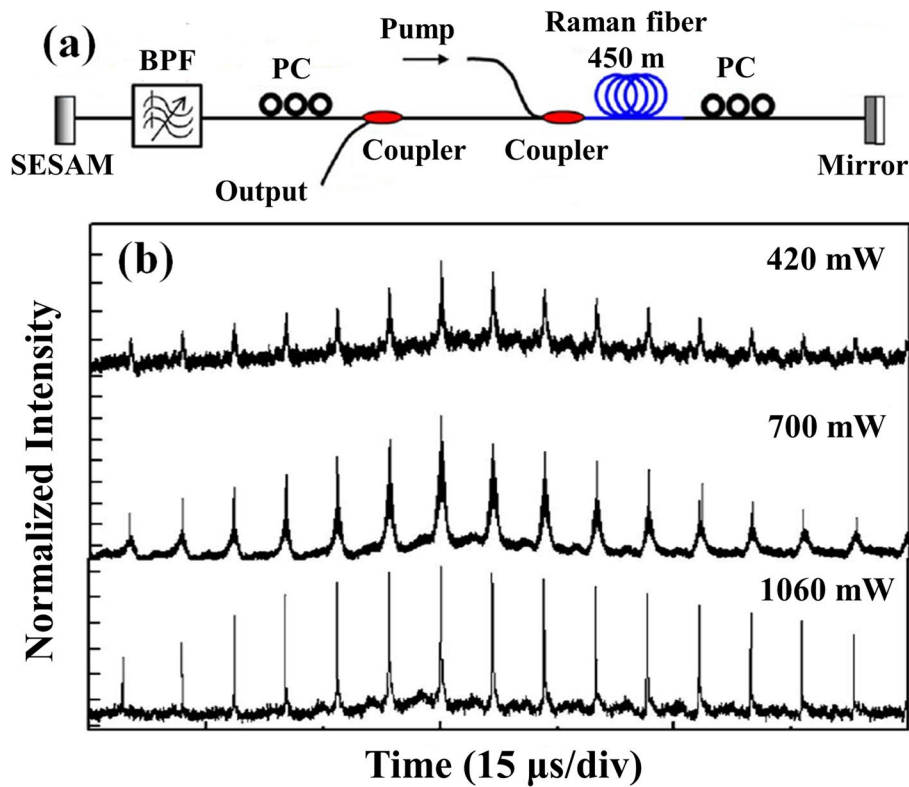 (a)
Pump
Raman fiber
450 m
BPF
PC
PC
SESAM
Coupler
Coupler
Mirror
Output
(b)
420 mW
700 mW
1060 mW
Normalized Intensity
Time (15 μs/div)